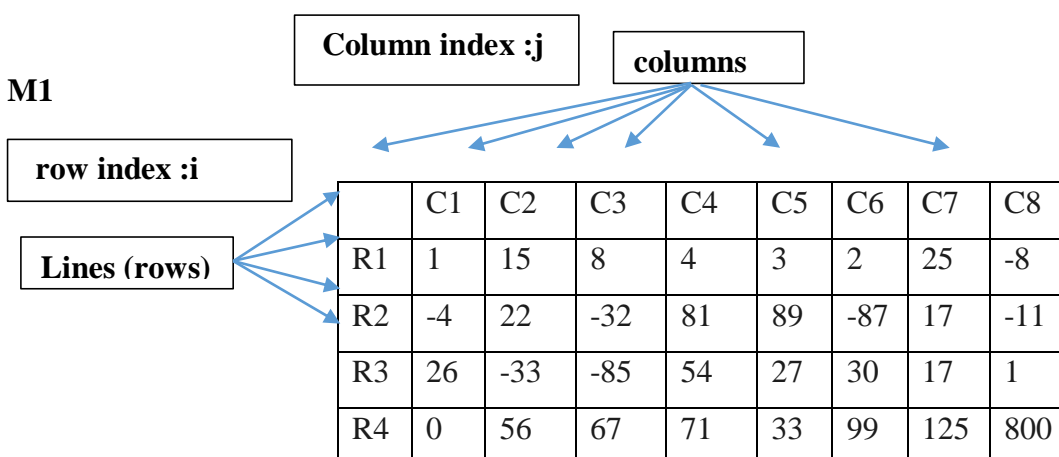 Column index :j
columns
M1
row index :i
Lines (rows)
C1 C2 C3 C4 C5 C6 C7 C8
R1 1 15 8 4 3 2 25 -8
R2 -4 22 -32 81 89 -87 17 -11
R3 26 -33 -85 54 27 30 17 1
R4 0 56 67 71 33 99 125 800